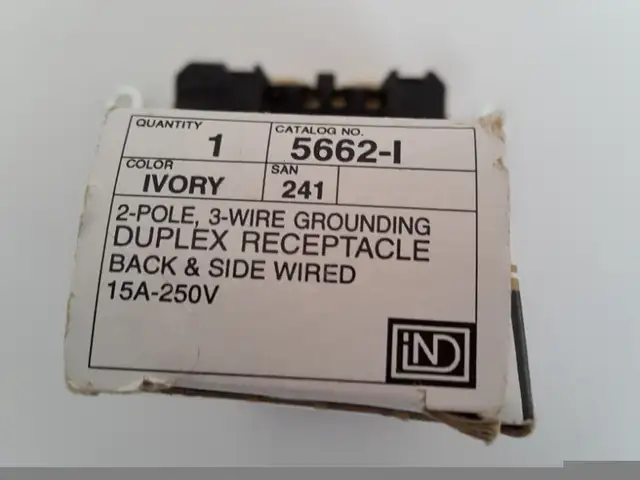 QUANTITY
1
CATALOG NO.
5662-I
COLOR
IVORY
SAN
241
2-POLE, 3-WIRE GROUNDING
DUPLEX RECEPTACLE
BACK & SIDE WIRED
15A-250V
iND